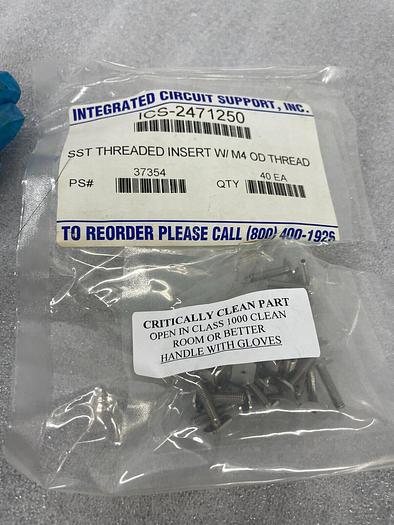 INTEGRATED CIRCUIT SUPPORT, INC.
ICS-2471250
SST THREADED INSERT W/ M4 OD THREAD
PS# 37354 QTY 40 EA
TO REORDER PLEASE CALL (800) 400-1926
CRITICALLY CLEAN PART
OPEN IN CLASS 1000 CLEAN
ROOM OR BETTER
HANDLE WITH GLOVES